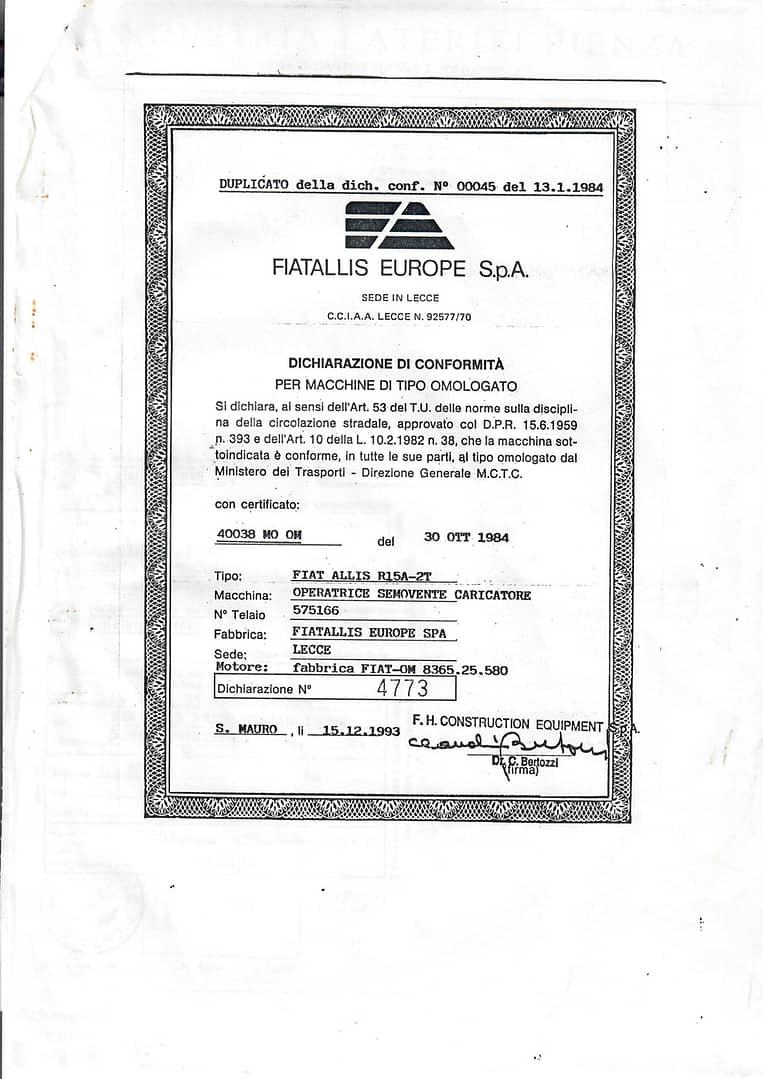 DUPLICATO della dich. conf. Nº 00045 del 13.1.1984
FIATALLIS EUROPE S.p.A.
SEDE IN LECCE
C.C.I.A.A. LECCE N. 92577/70
DICHIARAZIONE DI CONFORMITÀ
PER MACCHINE DI TIPO OMOLOGATO
Si dichiara, ai sensi dell'Art. 53 del T.U. delle norme sulla discipli-
na della circolazione stradale, approvato col D.P.R. 15.6.1959
n. 393 e dell'Art. 10 della L. 10.2.1982 n. 38, che la macchina sot-
toindicata è conforme, in tutte le sue parti, al tipo omologato dal
Ministero dei Trasporti - Direzione Generale M.C.T.C.
con certificato:
40038 MO OM del 30 OTT 1984
Tipo: FIAT ALLIS R15A-2T
Macchina: OPERATRICE SEMOVENTE CARICATORE
N° Telaio 575166
Fabbrica: FIATALLIS EUROPE SPA
Sede: LECCE
Motore: fabbrica FIAT-OM 8365.25.580
Dichiarazione N° 4773
S. MAURO, li 15.12.1993
F.H. CONSTRUCTION EQUIPMENT S.p.A.
Dr. C. Bertozzi
(firma)